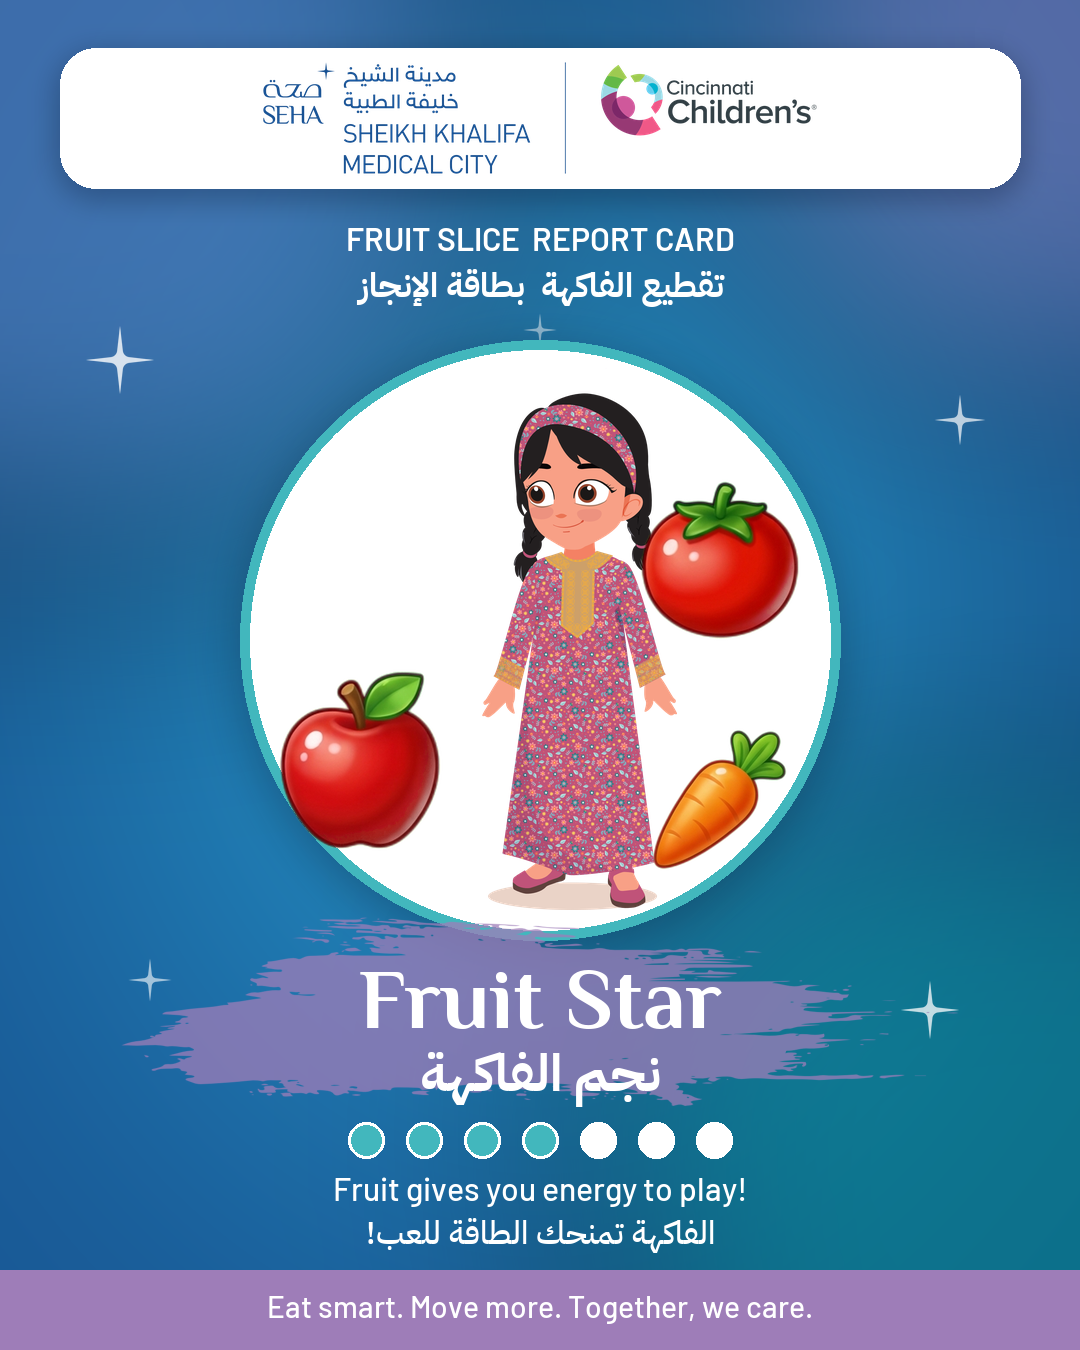 صحة
SEHA
مدينة الشيخ
خليفة الطبية
SHEIKH KHALIFA
MEDICAL CITY
Cincinnati
Children's®
FRUIT SLICE REPORT CARD
تقطيع الفاكهة بطاقة الإنجاز
Fruit Star
نجم الفاكهة
Fruit gives you energy to play!
الفاكهة تمنحك الطاقة للعب!
Eat smart. Move more. Together, we care.